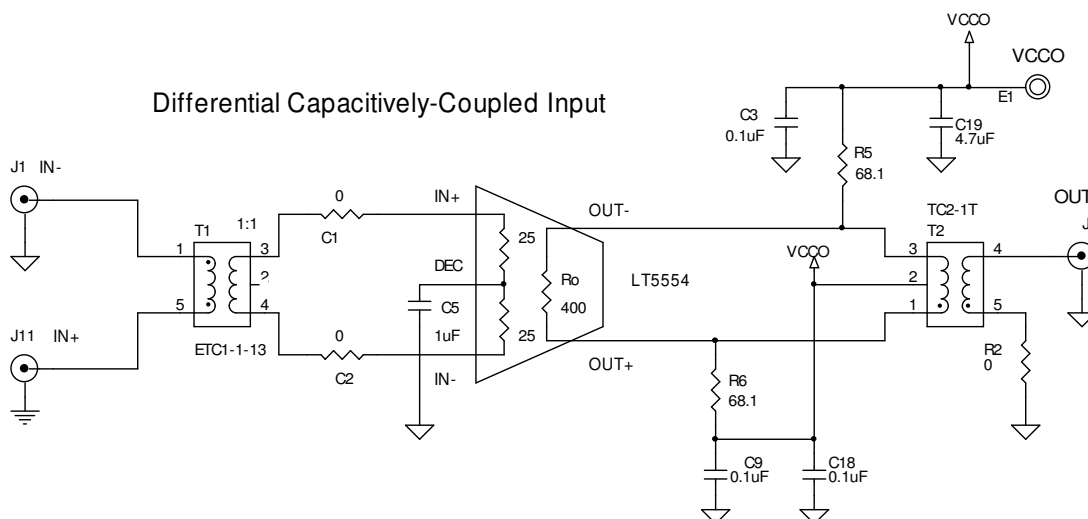 VCCO
VCCO
E1
C3
0.1uF
C19
4.7uF
Differential Capacitively-Coupled Input
R5
68.1
J1 IN-
0
C1
IN+
OUT-
TC2-1T
T2
OUT
J
T1
1:1
1
3
2
5
4
ETC1-1-13
25
DEC
C5
1uF
Ro
400
25
LT5554
VCCO
3
4
2
1
5
J11 IN+
0
C2
IN-
OUT+
R2
0
R6
68.1
C9
0.1uF
C18
0.1uF